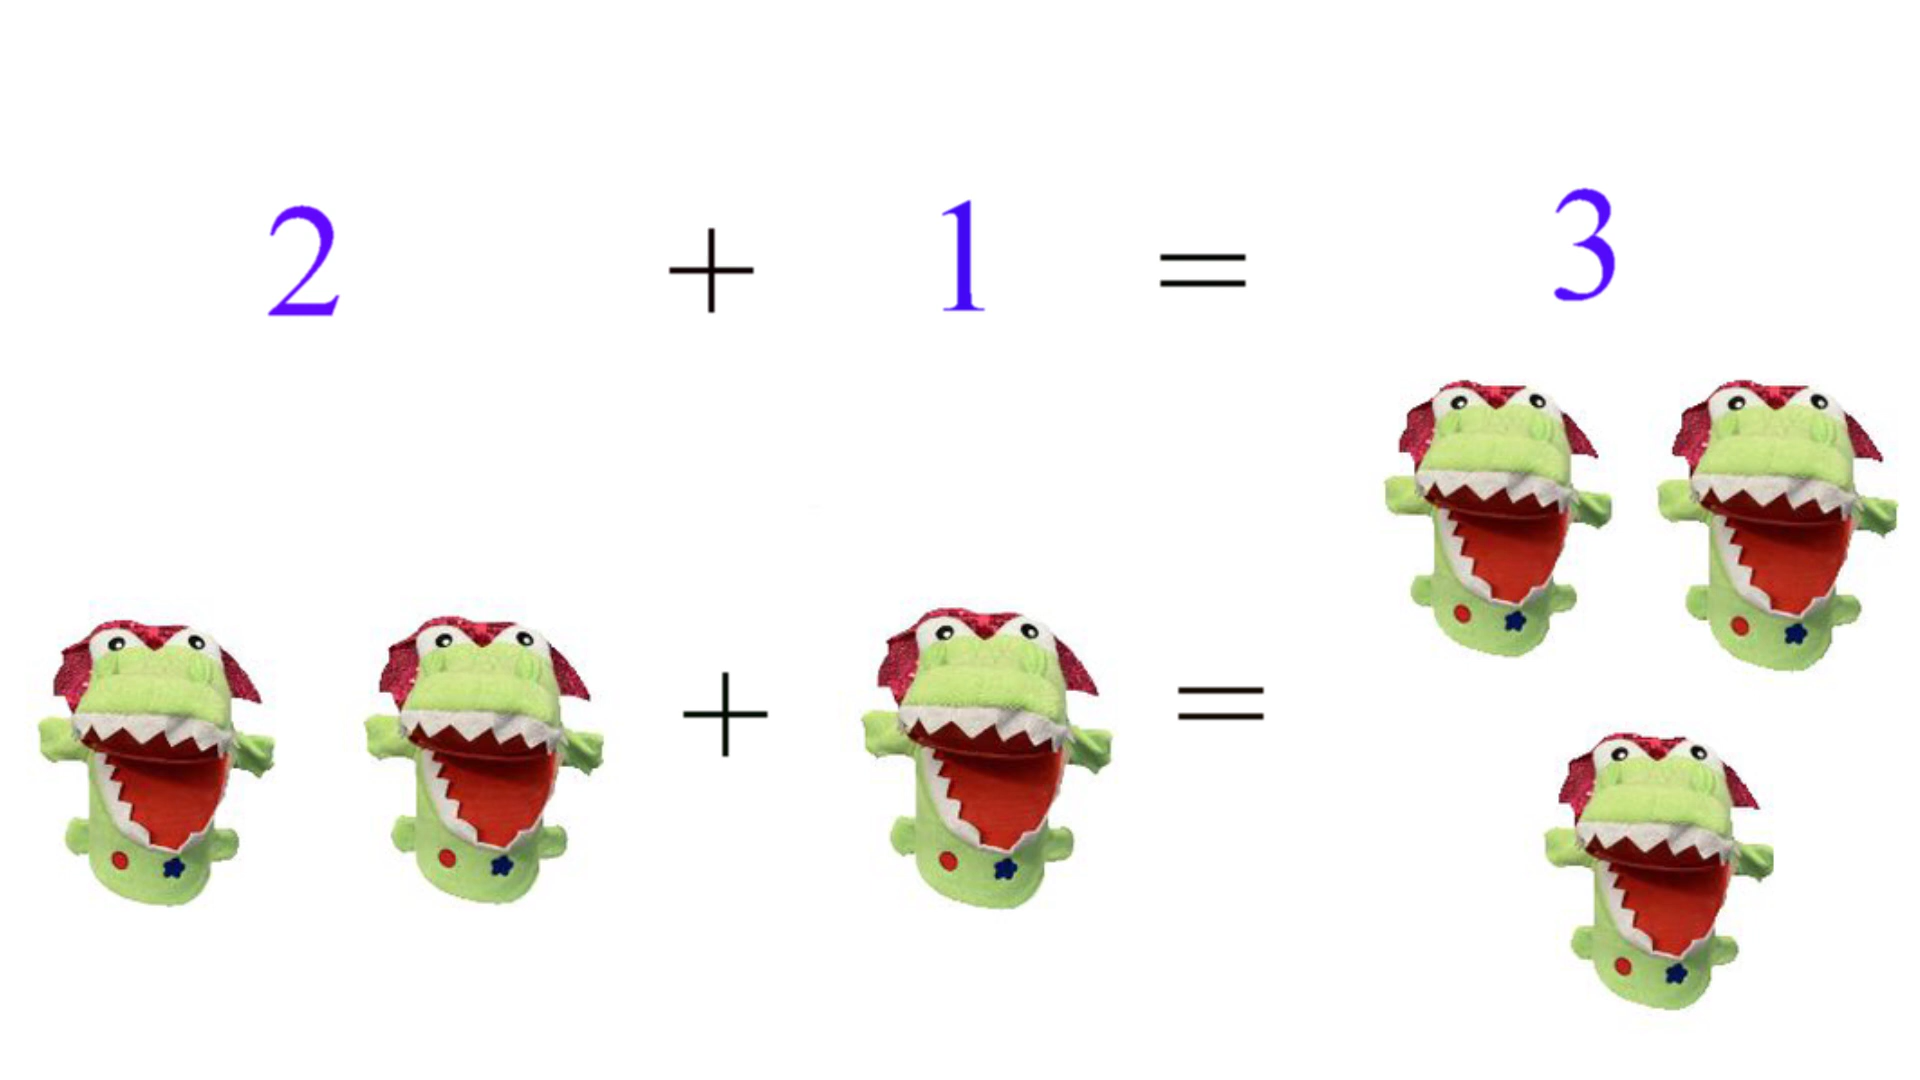 2 + 1 = 3
+ =